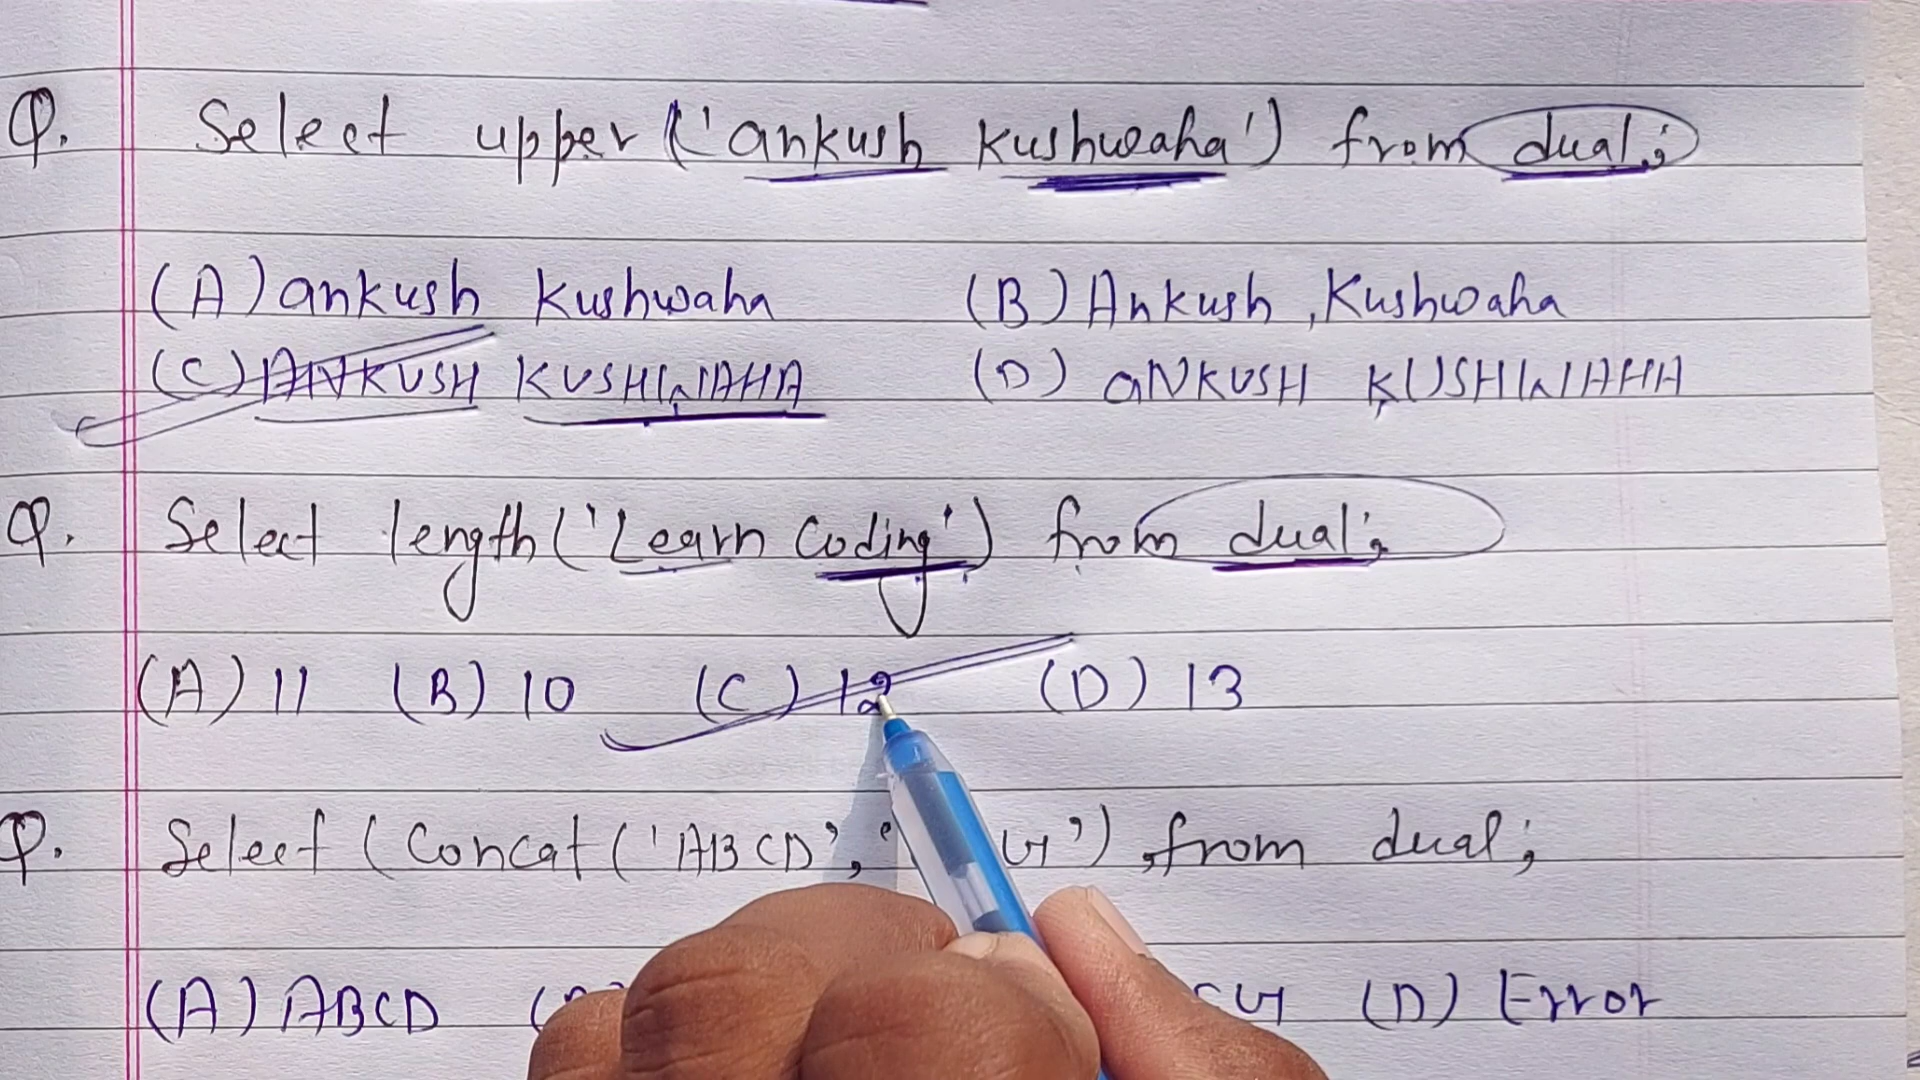 Q. Select upper('ankush kushwaha') from dual;
(A) ankush kushwaha (B) Ankush, Kushwaha
(C) ANKUSH KUSHWAHA (D) aNKUSH KUSHWAHA
Q. Select length('Learn Coding') from dual;
(A) 11 (B) 10 (C) 12 (D) 13
Q. Select (Concat('ABCD', ' G') from dual;
(A) ABCD G (D) Error